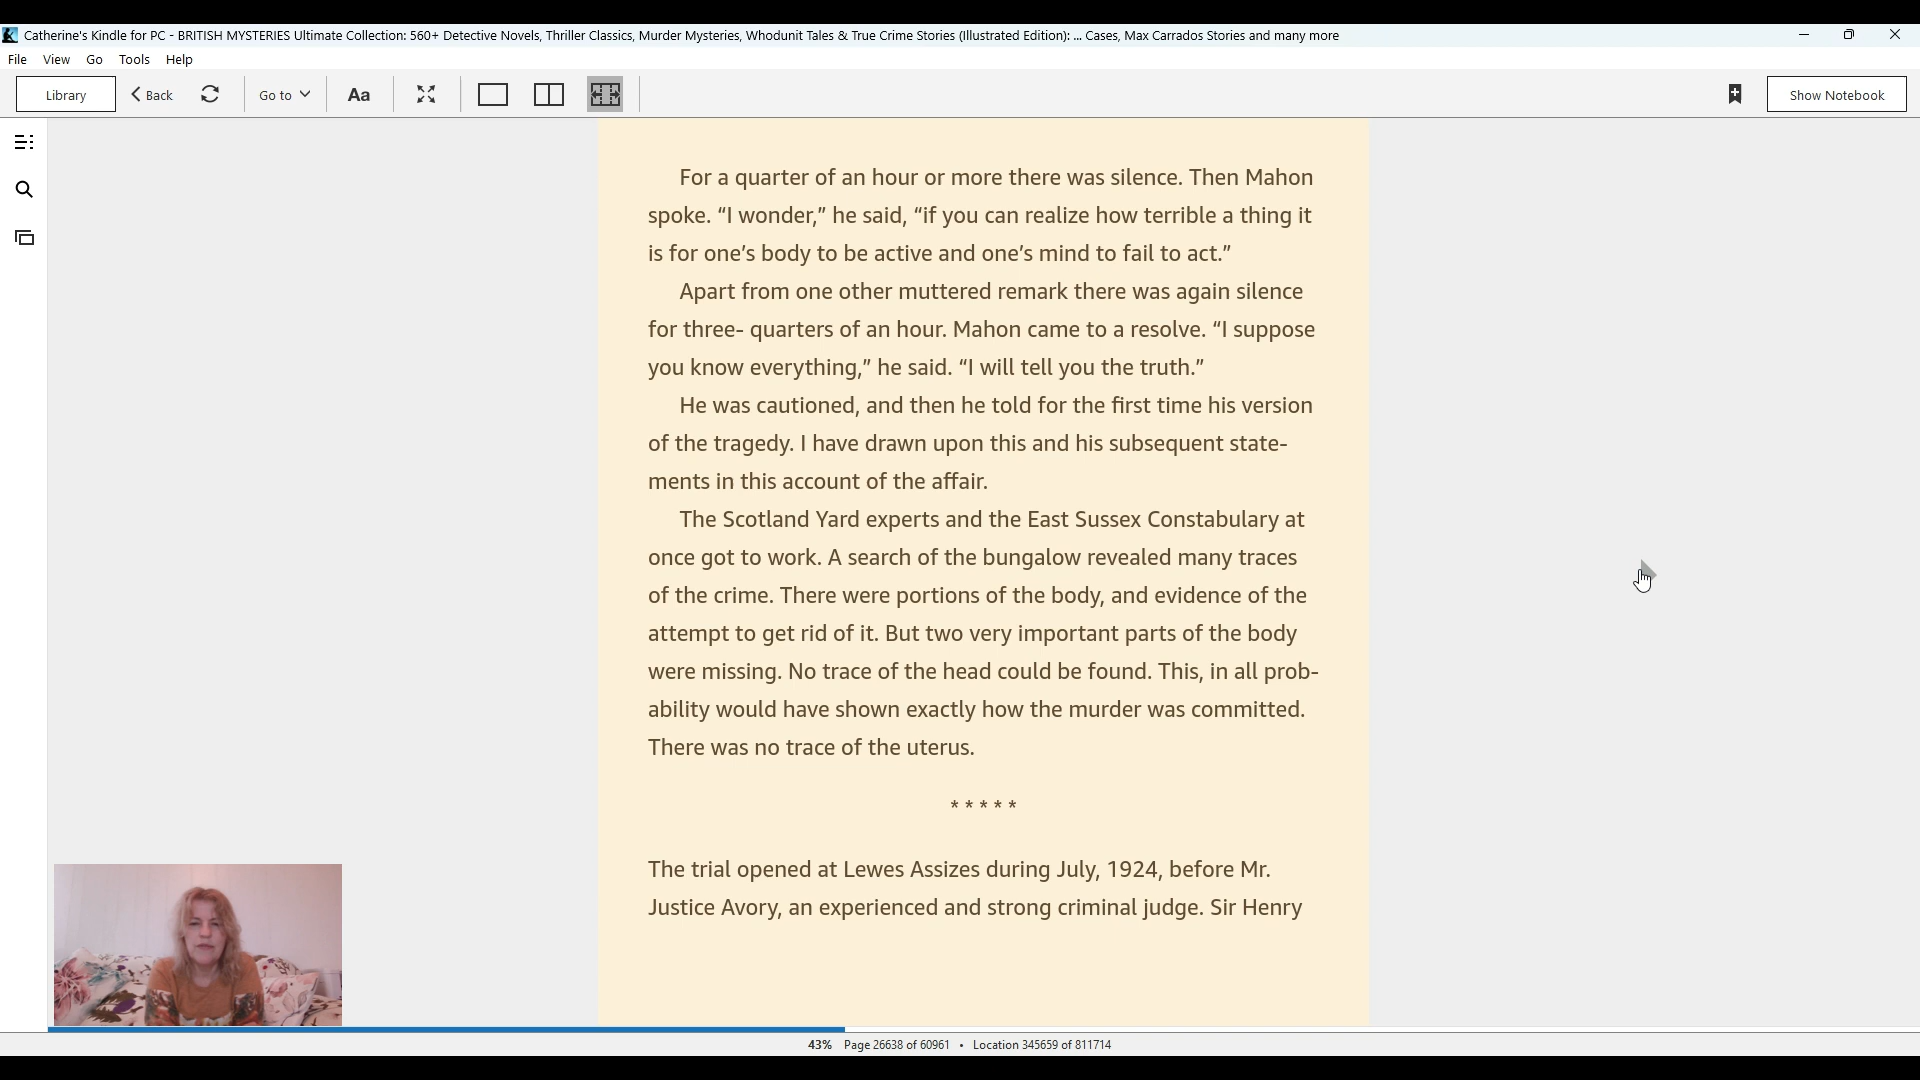 Catherine's Kindle for PC - BRITISH MYSTERIES Ultimate Collection: 560+ Detective Novels, Thriller Classics, Murder Mysteries, Whodunit Tales & True Crime Stories (Illustrated Edition): ... Cases, Max Carrados Stories and many more
File View Go Tools Help
Library Back Go to Aa Show Notebook
For a quarter of an hour or more there was silence. Then Mahon
spoke. “I wonder,” he said, “if you can realize how terrible a thing it
is for one’s body to be active and one’s mind to fail to act.”
Apart from one other muttered remark there was again silence
for three- quarters of an hour. Mahon came to a resolve. “I suppose
you know everything,” he said. “I will tell you the truth.”
He was cautioned, and then he told for the first time his version
of the tragedy. I have drawn upon this and his subsequent state-
ments in this account of the affair.
The Scotland Yard experts and the East Sussex Constabulary at
once got to work. A search of the bungalow revealed many traces
of the crime. There were portions of the body, and evidence of the
attempt to get rid of it. But two very important parts of the body
were missing. No trace of the head could be found. This, in all prob-
ability would have shown exactly how the murder was committed.
There was no trace of the uterus.
* * * * *
The trial opened at Lewes Assizes during July, 1924, before Mr.
Justice Avory, an experienced and strong criminal judge. Sir Henry
43% Page 26638 of 60961 • Location 345659 of 811714